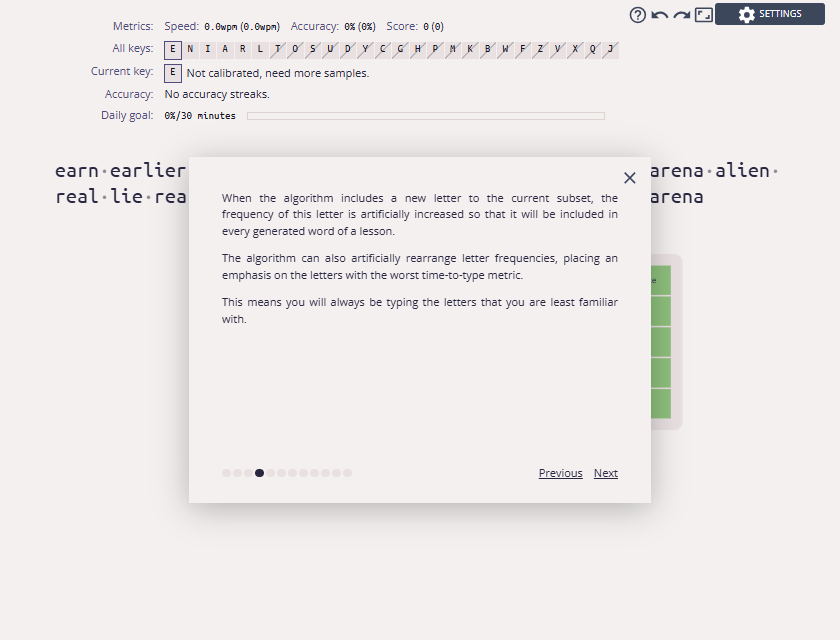 Metrics: Speed: 0.0wpm (0.0wpm) Accuracy: 0% (0%) Score: 0 (0)
SETTINGS
All keys: E N I A R L T O S U D Y C G H P M K B W F Z V X Q J
Current key: E Not calibrated, need more samples.
Accuracy: No accuracy streaks.
Daily goal: 0%/30 minutes
earn·earlier arena·alien·
real·lie·rea arena
When the algorithm includes a new letter to the current subset, the
frequency of this letter is artificially increased so that it will be included in
every generated word of a lesson.
The algorithm can also artificially rearrange letter frequencies, placing an
emphasis on the letters with the worst time-to-type metric.
This means you will always be typing the letters that you are least familiar
with.
Previous Next